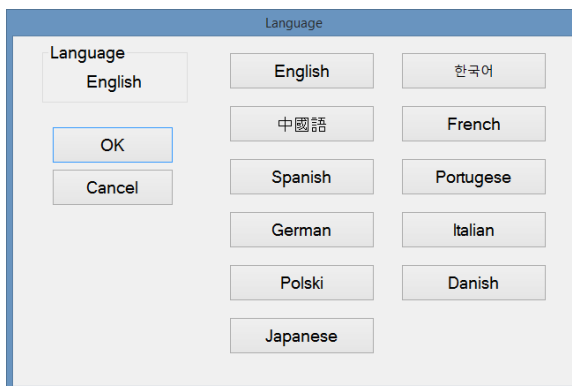 Language
Language
English
OK
Cancel
English
한국어
中國語
French
Spanish
Portugese
German
Italian
Polski
Danish
Japanese